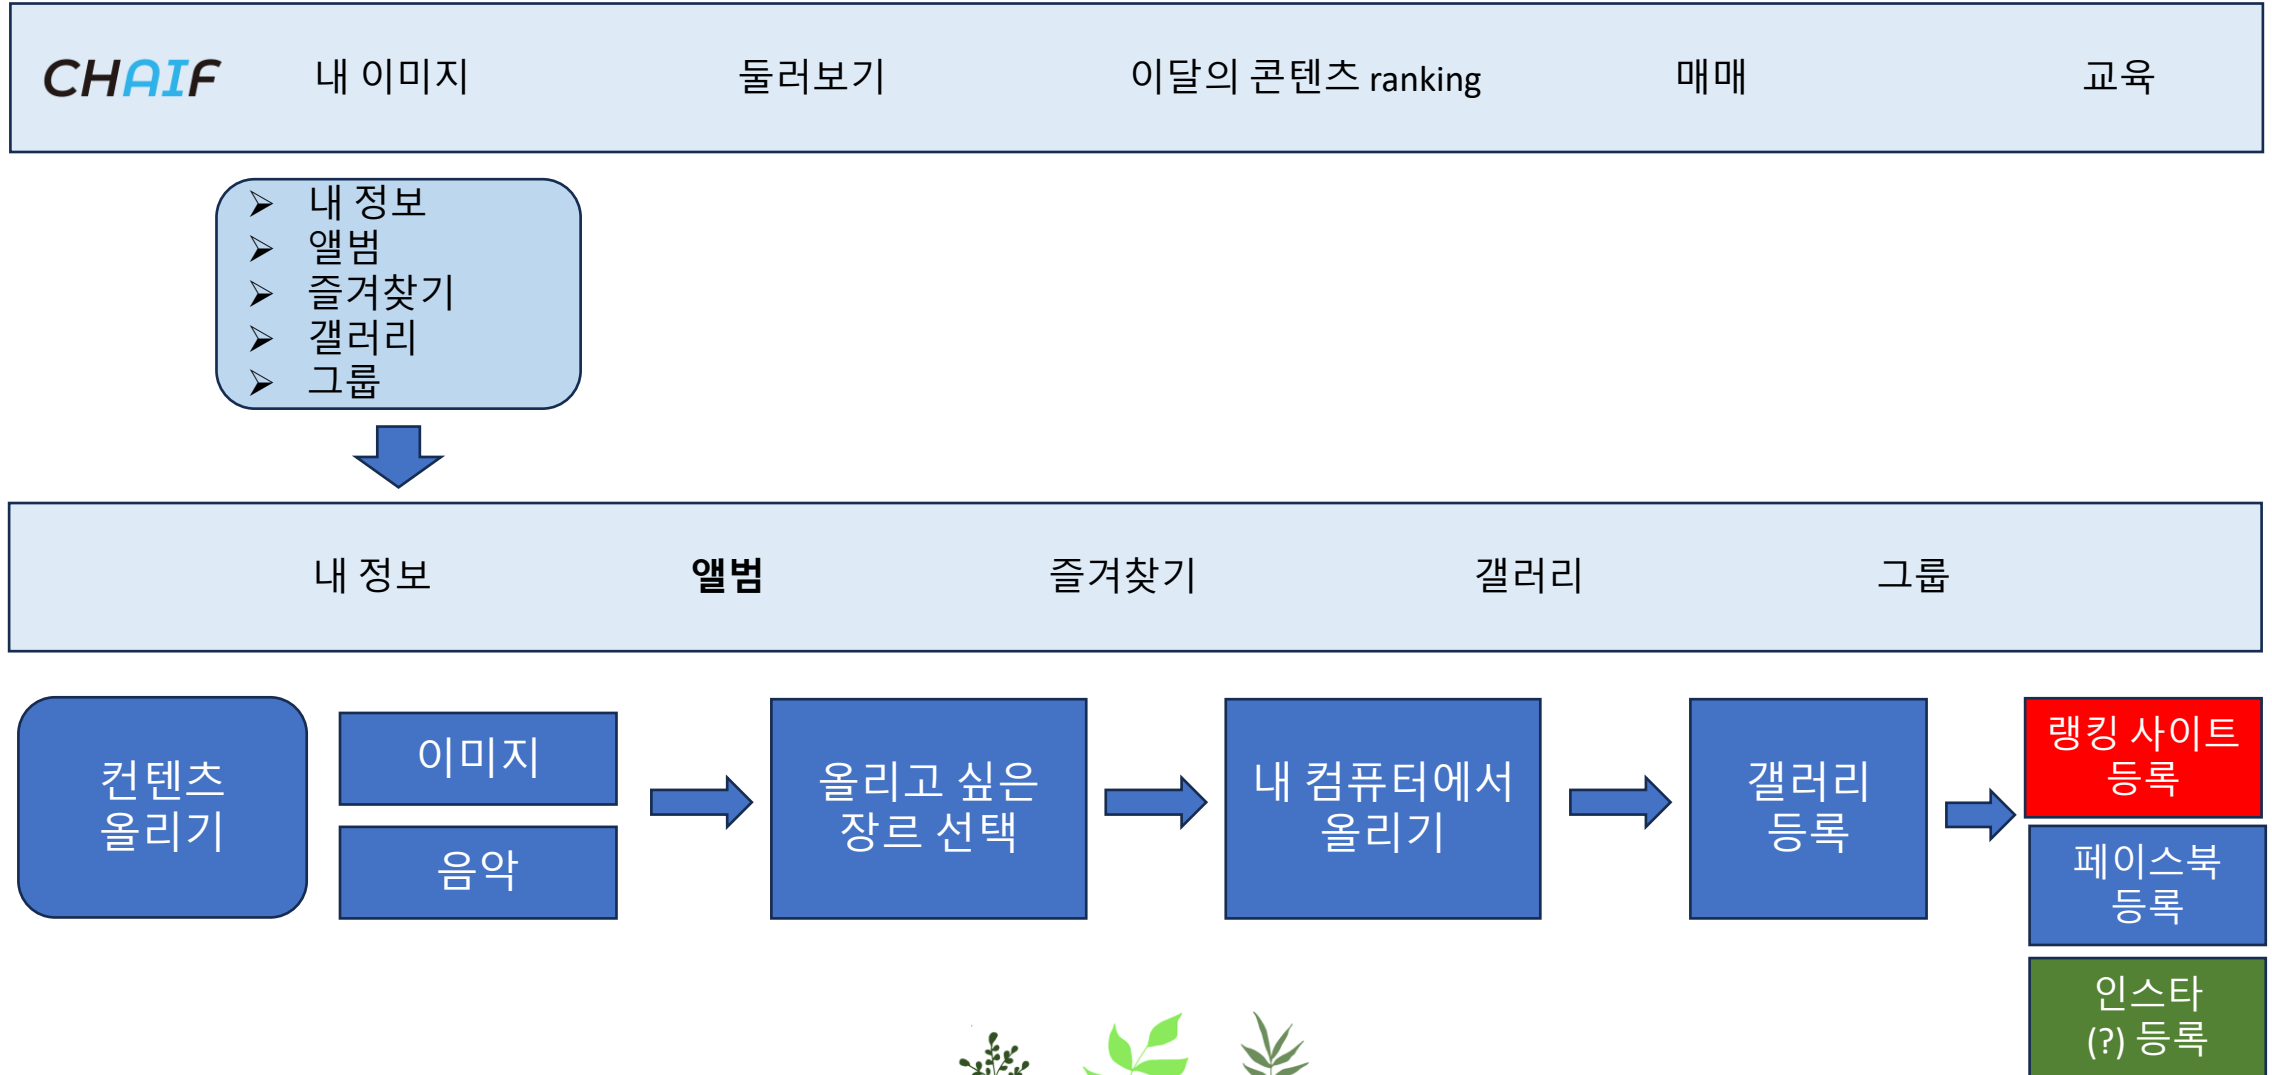 CHAIF 내 이미지 둘러보기 이달의 콘텐츠 ranking 매매 교육
내 정보
앨범
즐겨찾기
갤러리
그룹
내 정보 앨범 즐겨찾기 갤러리 그룹
컨텐츠
올리기
이미지
음악
올리고 싶은
장르 선택
내 컴퓨터에서
올리기
갤러리
등록
랭킹 사이트
등록
페이스북
등록
인스타
(?) 등록